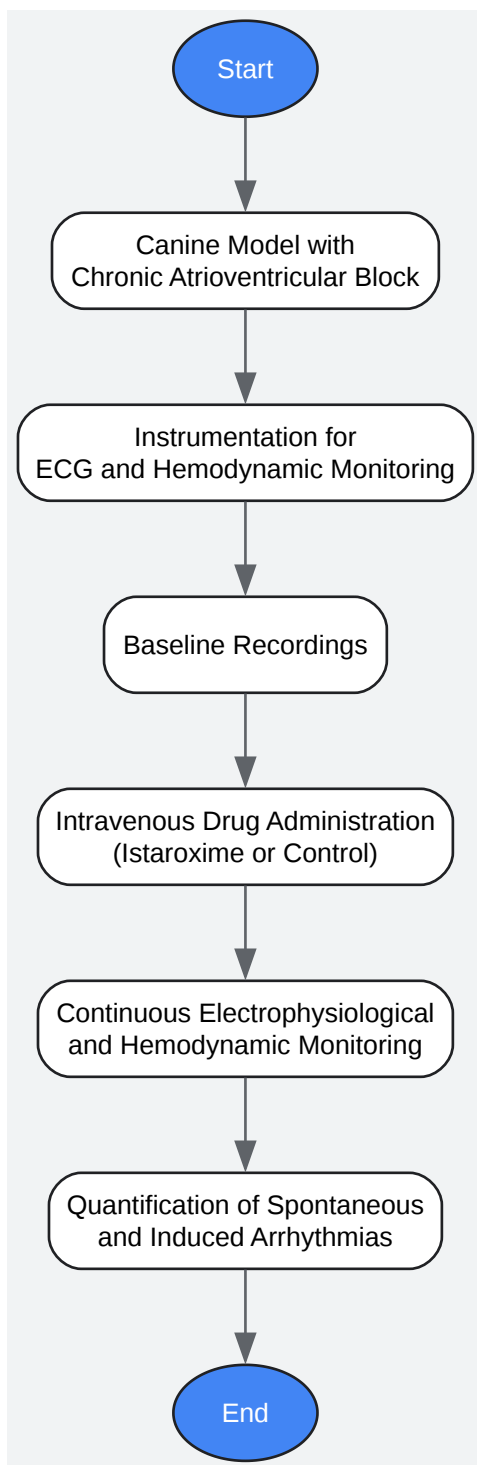 Start
Canine Model with
Chronic Atrioventricular Block
Instrumentation for
ECG and Hemodynamic Monitoring
Baseline Recordings
Intravenous Drug Administration
(Istaroxime or Control)
Continuous Electrophysiological
and Hemodynamic Monitoring
Quantification of Spontaneous
and Induced Arrhythmias
End